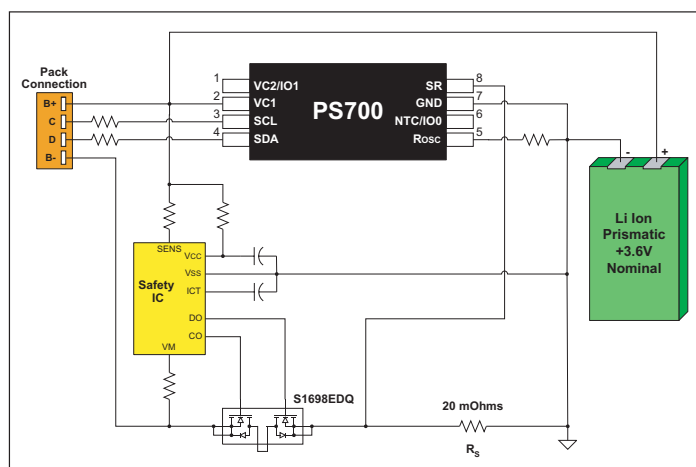 Pack
Connection
B+
C
D
B-
1
2
3
4
VC2/IO1
VC1
SCL
SDA
PS700
SR
GND
NTC/IO0
ROSC
8
7
6
5
-
+
Li Ion
Prismatic
+3.6V
Nominal
SENS
VCC
VSS
ICT
DO
CO
VM
Safety
IC
S1698EDQ
20 mOhms
RS